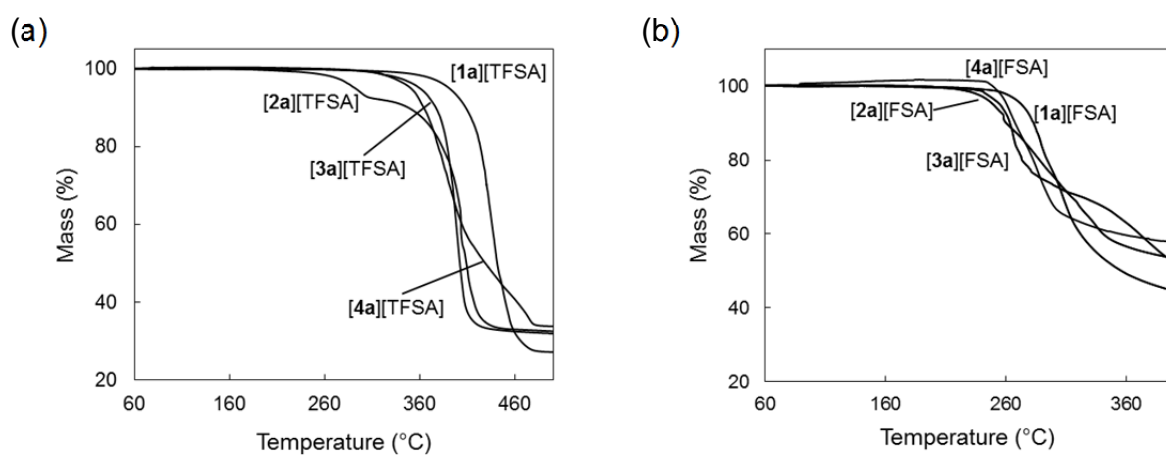 (a)
100
80
60
40
20
Mass (%)
60 160 260 360 460
Temperature (°C)
[1a][TFSA]
[2a][TFSA]
[3a][TFSA]
[4a][TFSA]
(b)
100
80
60
40
20
Mass (%)
60 160 260 360
Temperature (°C)
[4a][FSA]
[1a][FSA]
[2a][FSA]
[3a][FSA]